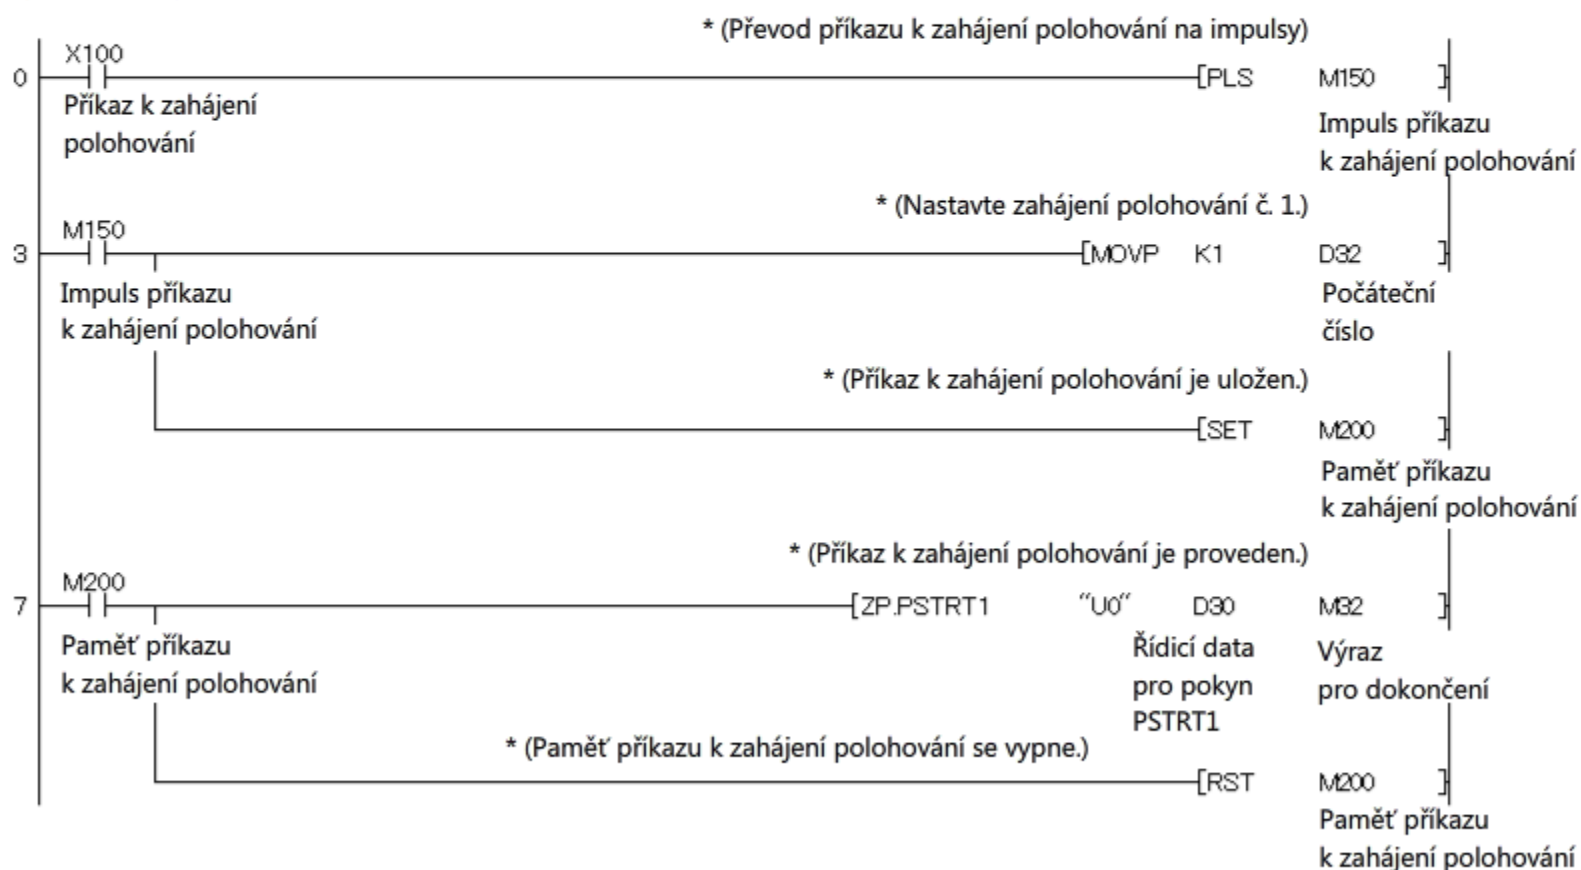 * (Převod příkazu k zahájení polohování na impulsy)
X100
0 [PLS M150 ]
Příkaz k zahájení
polohování
Impuls příkazu
k zahájení polohování
* (Nastavte zahájení polohování č. 1.)
M150
3 [MOVP K1 D32 ]
Impuls příkazu
k zahájení polohování
Počáteční
číslo
* (Příkaz k zahájení polohování je uložen.)
[SET M200 ]
Paměť příkazu
k zahájení polohování
* (Příkaz k zahájení polohování je proveden.)
M200
7 [ZP.PSTRT1 "U0" D30 M32 ]
Paměť příkazu
k zahájení polohování
Řídicí data
pro pokyn
PSTRT1
Výraz
pro dokončení
* (Paměť příkazu k zahájení polohování se vypne.)
[RST M200 ]
Paměť příkazu
k zahájení polohování